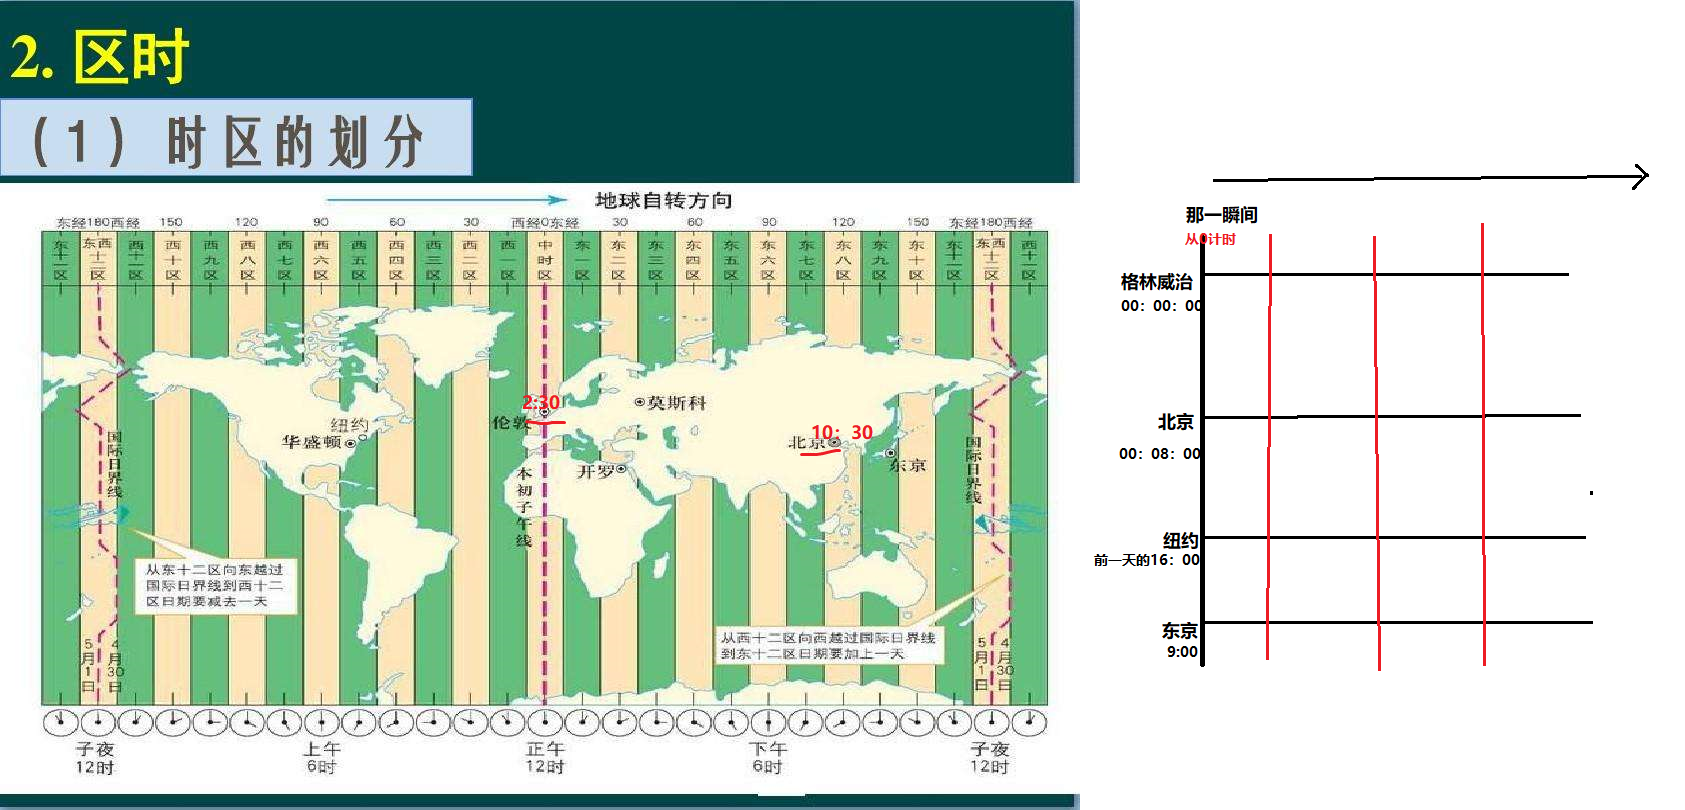 2. 区时
（1）时区的划分
地球自转方向
东经180西经 150 120 90 60 30 西经0东经 30 60 90 120 150 东经180西经
东十一区
东西十二区
西十一区
西十区
西九区
西八区
西七区
西六区
西五区
西四区
西三区
西二区
西一区
中时区
东一区
东二区
东三区
东四区
东五区
东六区
东七区
东八区
东九区
东十区
东十一区
东西十二区
西十一区
2:30
伦敦
莫斯科
纽约
华盛顿
开罗
10：30
北京
东京
国际日界线
本初子午线
国际日界线
从东十二区向东越过
国际日界线到西十二
区日期要减去一天
从西十二区向西越过国际日界线
到东十二区日期要加上一天
5月1日
4月30日
5月1日
4月30日
子夜
12时
上午
6时
正午
12时
下午
6时
子夜
12时
那一瞬间
从0计时
格林威治
00：00：00
北京
00：08：00
纽约
前一天的16：00
东京
9:00